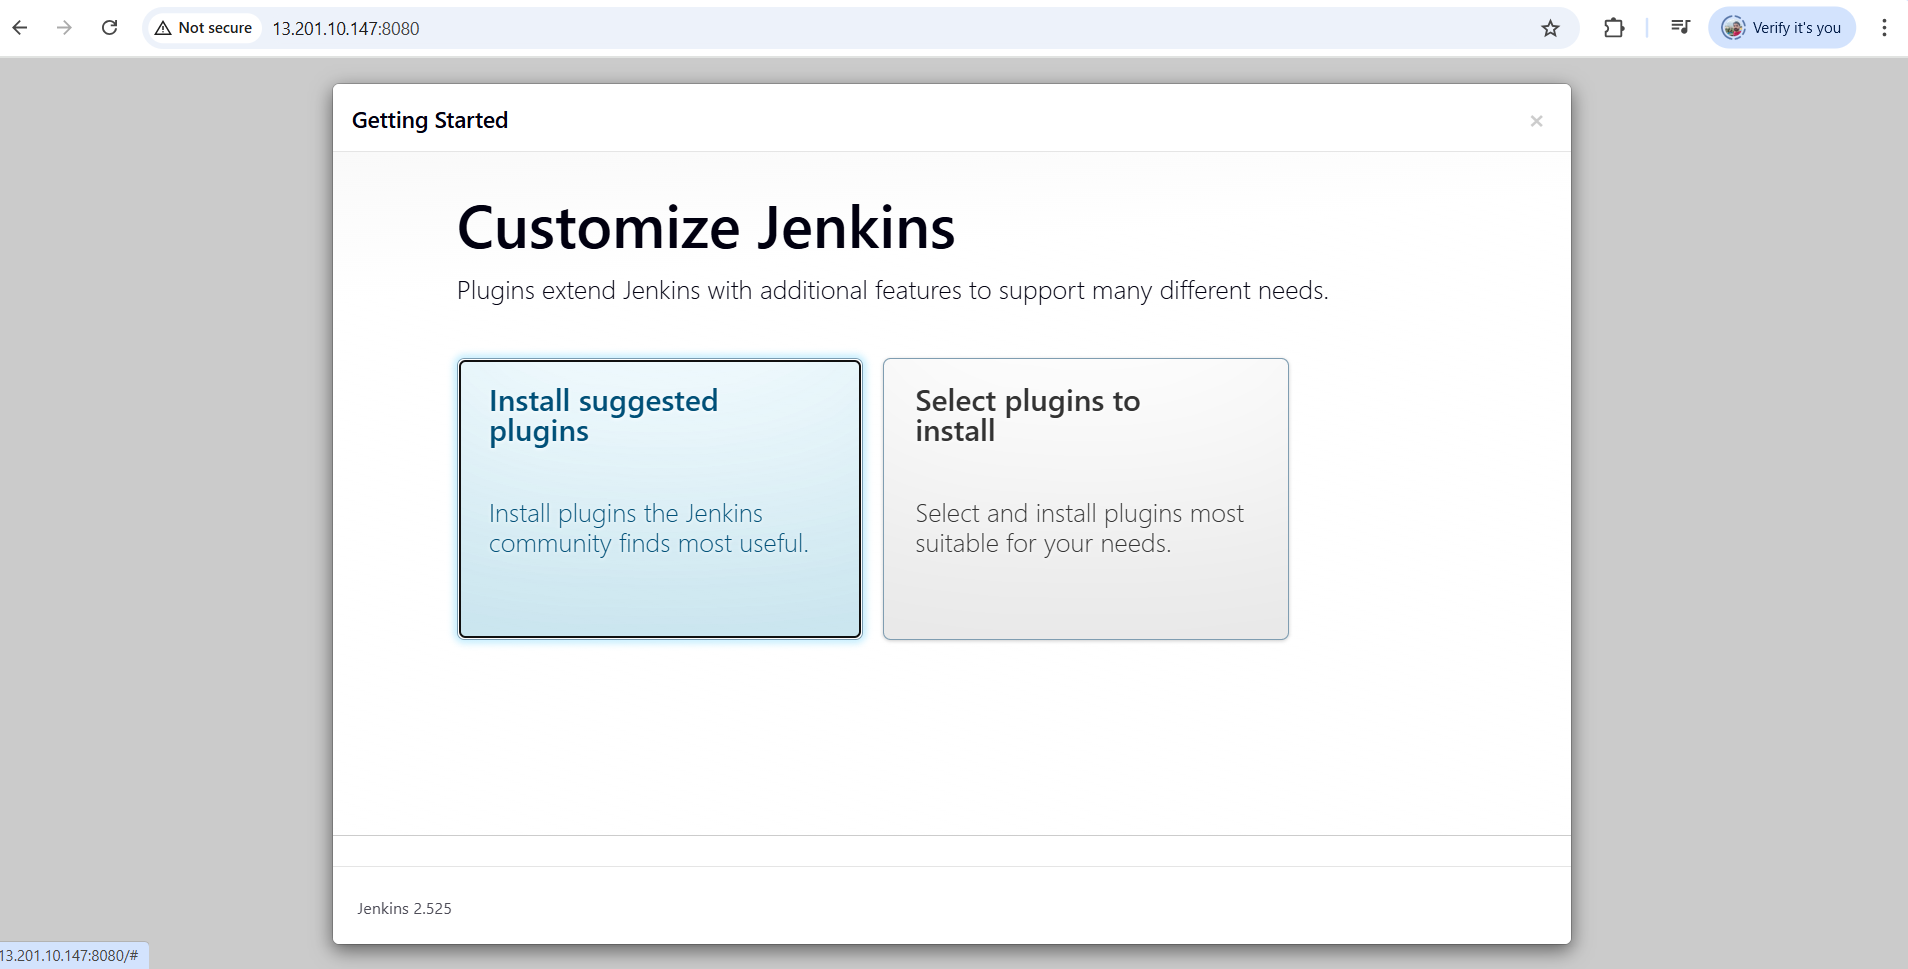 Not secure 13.201.10.147:8080 Verify it's you
Getting Started ×
Customize Jenkins
Plugins extend Jenkins with additional features to support many different needs.
Install suggested
plugins
Install plugins the Jenkins
community finds most useful.
Select plugins to
install
Select and install plugins most
suitable for your needs.
Jenkins 2.525
13.201.10.147:8080/#